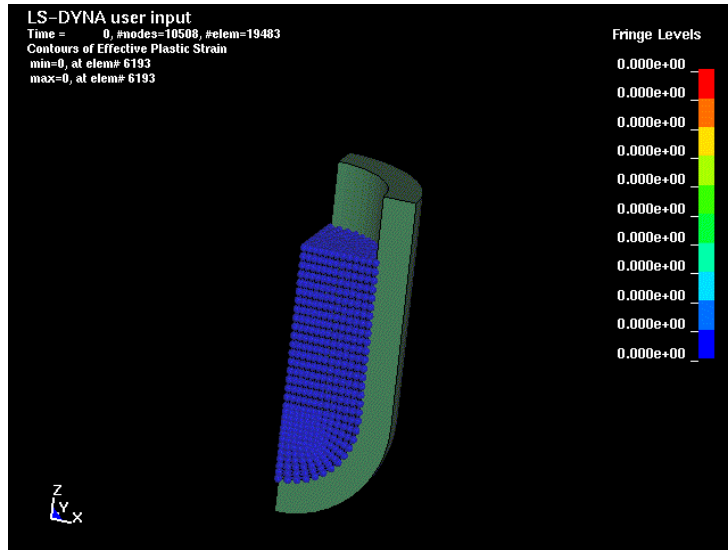 LS-DYNA user input
Time = 0, #nodes=10508, #elem=19483
Contours of Effective Plastic Strain
min=0, at elem# 6193
max=0, at elem# 6193
Fringe Levels
0.000e+00
0.000e+00
0.000e+00
0.000e+00
0.000e+00
0.000e+00
0.000e+00
0.000e+00
0.000e+00
0.000e+00
0.000e+00
Z
Y
X